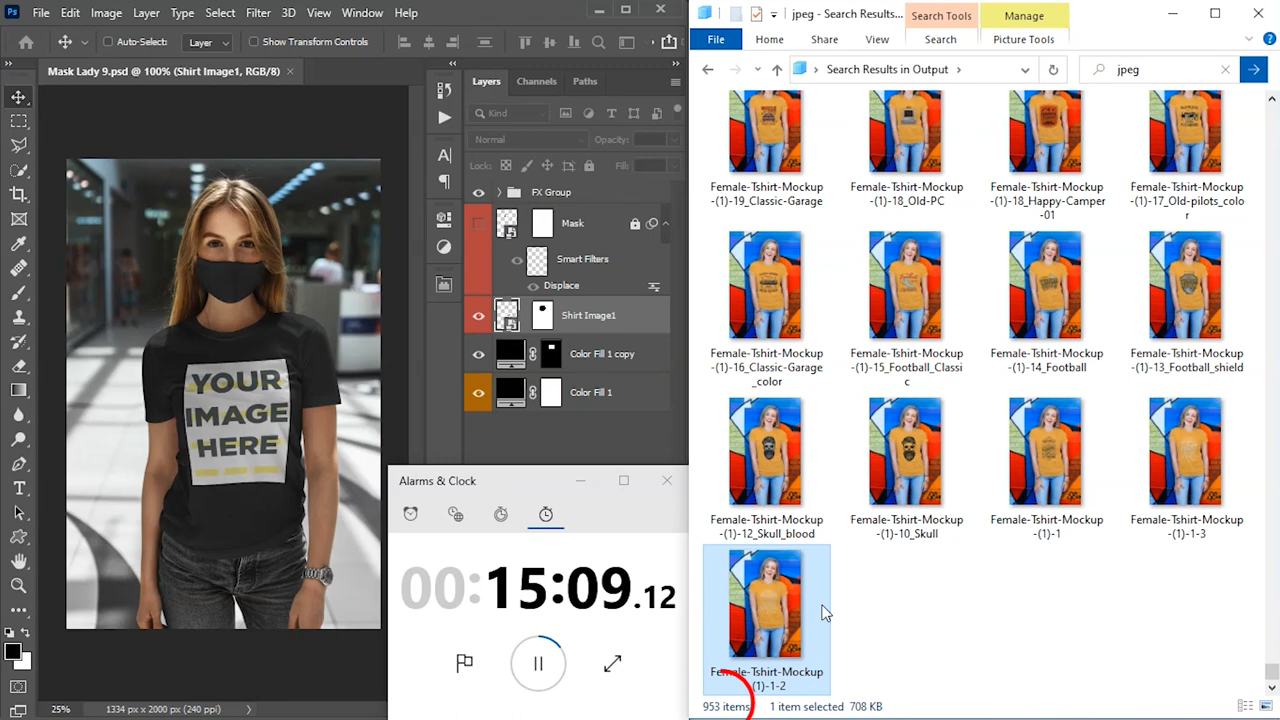 Ps File Edit Image Layer Type Select Filter 3D View Window Help
Auto-Select: Layer Show Transform Controls
Mask Lady 9.psd @ 100% (Shirt Image1, RGB/8)
Layers Channels Paths
Kind
Normal Opacity:
Lock: Fill:
FX Group
Mask
Smart Filters
Displace
Shirt Image1
Color Fill 1 copy
Color Fill 1
YOUR
IMAGE
HERE
25% 1334 px x 2000 px (240 ppi)
Alarms & Clock
00:15:09.12
jpeg - Search Results... Search Tools Manage
File Home Share View Search Picture Tools
Search Results in Output jpeg
Female-Tshirt-Mockup
-(1)-19_Classic-Garage
Female-Tshirt-Mockup
-(1)-18_Old-PC
Female-Tshirt-Mockup
-(1)-18_Happy-Camper
-01
Female-Tshirt-Mockup
-(1)-17_Old-pilots_colo
r
Female-Tshirt-Mockup
-(1)-16_Classic-Garage
_color
Female-Tshirt-Mockup
-(1)-15_Football_Classi
c
Female-Tshirt-Mockup
-(1)-14_Football
Female-Tshirt-Mockup
-(1)-13_Football_shield
Female-Tshirt-Mockup
-(1)-12_Skull_blood
Female-Tshirt-Mockup
-(1)-10_Skull
Female-Tshirt-Mockup
-(1)-1
Female-Tshirt-Mockup
-(1)-1-3
Female-Tshirt-Mockup
(1)-1-2
953 items 1 item selected 708 KB